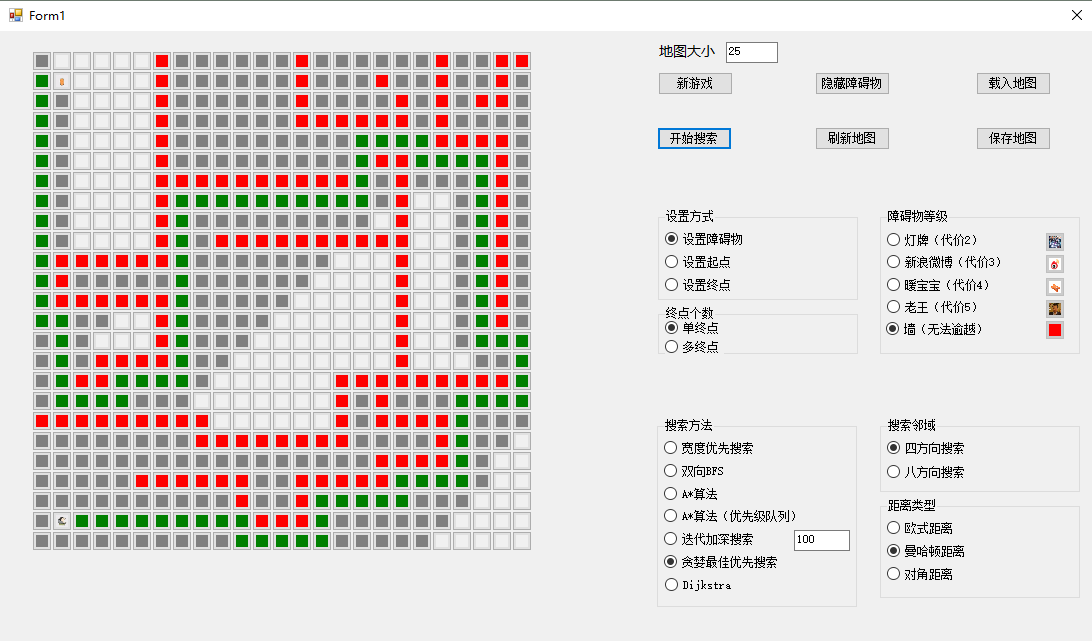 Form1
地图大小 25
新游戏 隐藏障碍物 载入地图
开始搜索 刷新地图 保存地图
设置方式
设置障碍物
设置起点
设置终点
终点个数
单终点
多终点
障碍物等级
灯牌（代价2）
新浪微博（代价3）
暖宝宝（代价4）
老王（代价5）
墙（无法逾越）
搜索方法
宽度优先搜索
双向BFS
A*算法
A*算法（优先级队列）
迭代加深搜索 100
贪婪最佳优先搜索
Dijkstra
搜索邻域
四方向搜索
八方向搜索
距离类型
欧式距离
曼哈顿距离
对角距离